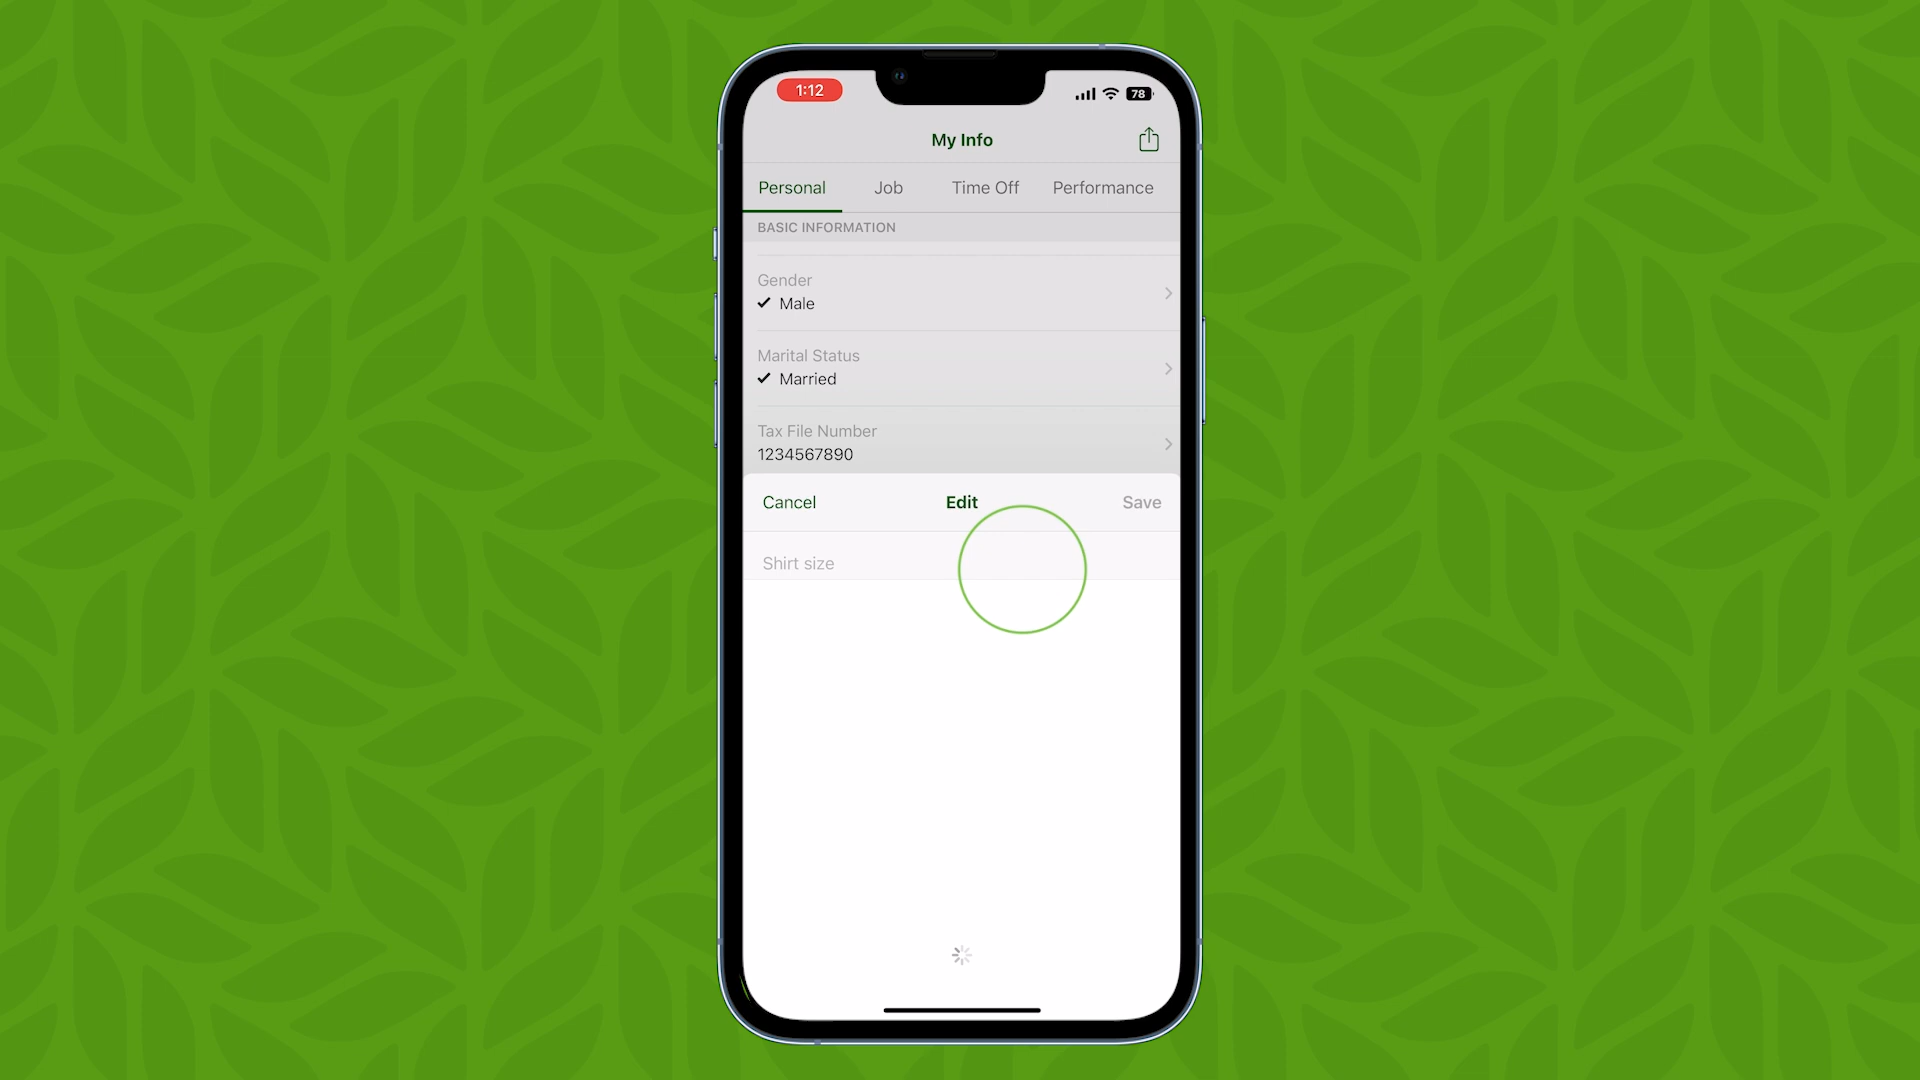 1:12
78
My Info
Personal Job Time Off Performance
BASIC INFORMATION
Gender
Male
Marital Status
Married
Tax File Number
1234567890
Cancel Edit Save
Shirt size